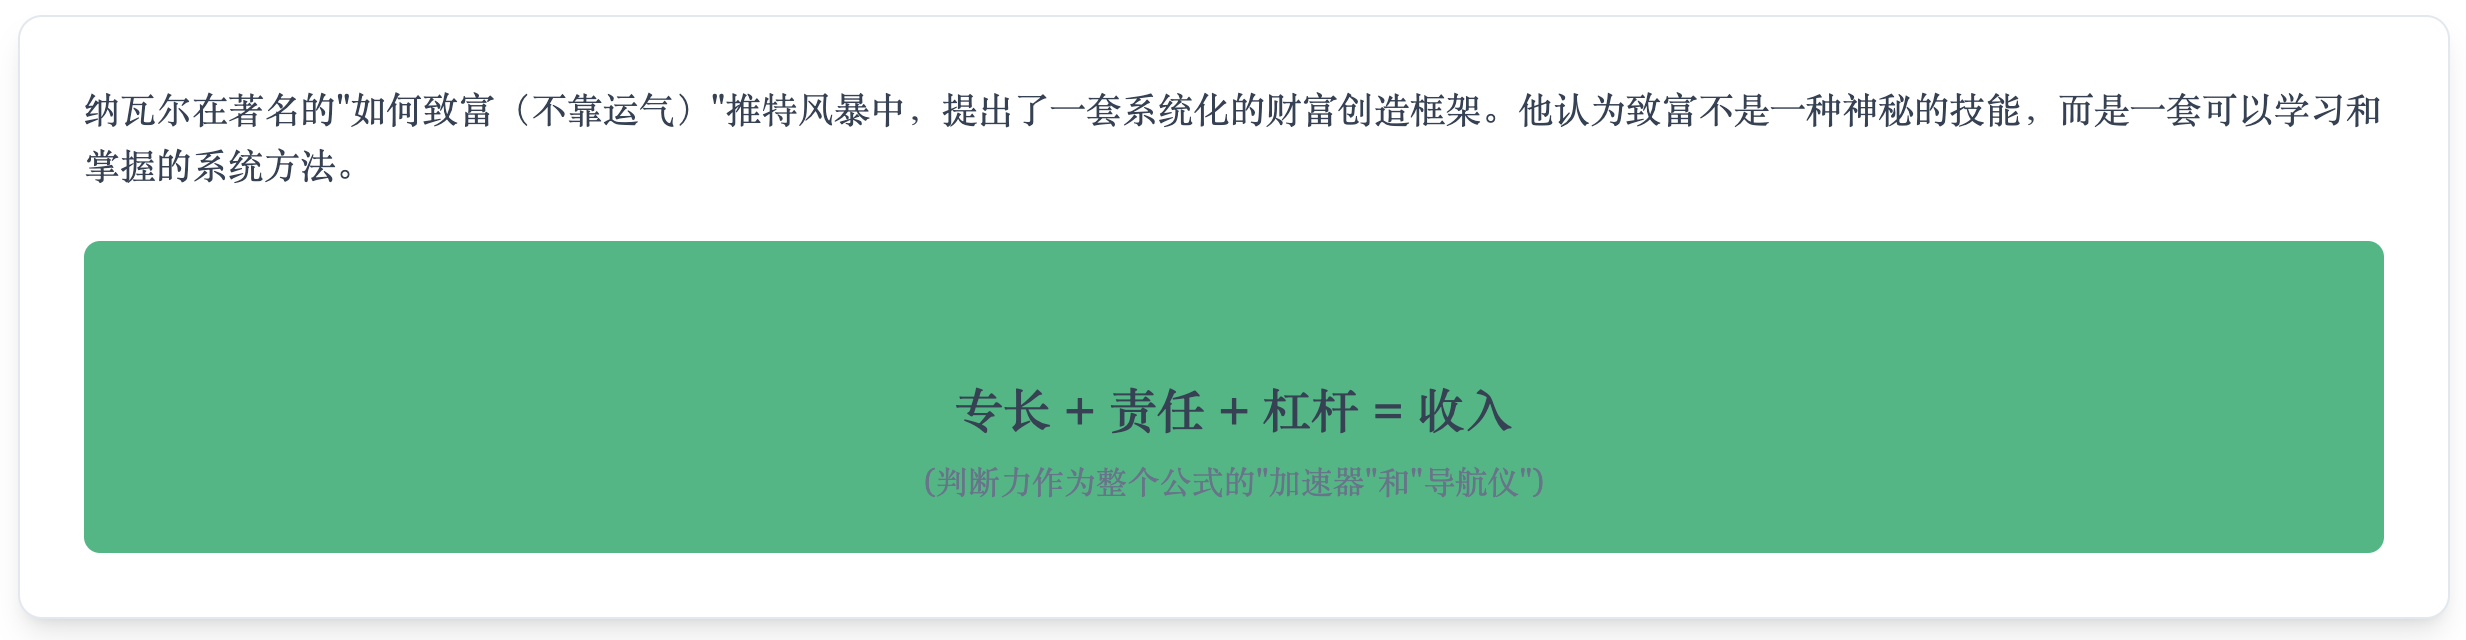 纳瓦尔在著名的"如何致富（不靠运气）"推特风暴中，提出了一套系统化的财富创造框架。他认为致富不是一种神秘的技能，而是一套可以学习和
掌握的系统方法。
专长 + 责任 + 杠杆 = 收入
(判断力作为整个公式的"加速器"和"导航仪")